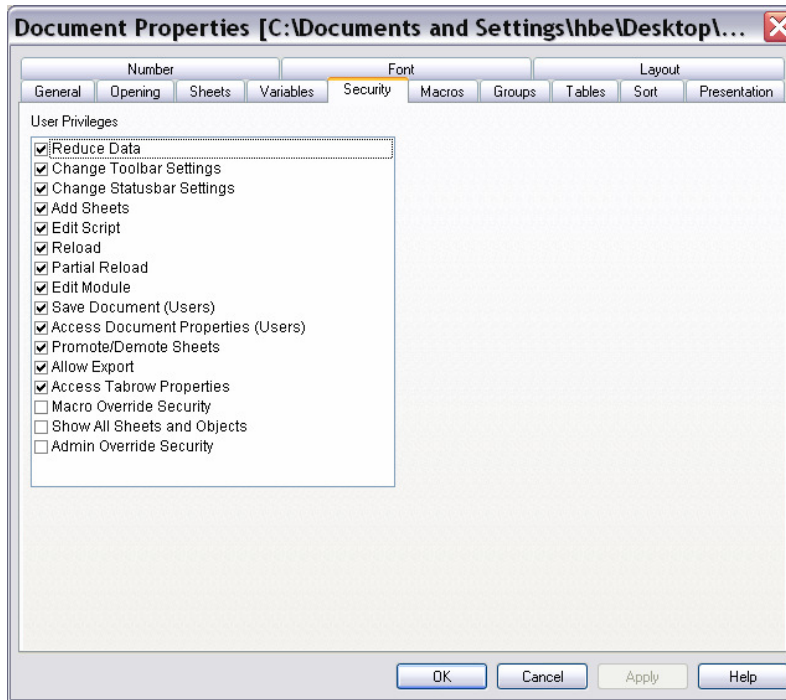 Document Properties [C:\Documents and Settings\hbe\Desktop\...
Number Font Layout
General Opening Sheets Variables Security Macros Groups Tables Sort Presentation
User Privileges
Reduce Data
Change Toolbar Settings
Change Statusbar Settings
Add Sheets
Edit Script
Reload
Partial Reload
Edit Module
Save Document (Users)
Access Document Properties (Users)
Promote/Demote Sheets
Allow Export
Access Tabrow Properties
Macro Override Security
Show All Sheets and Objects
Admin Override Security
OK Cancel Apply Help